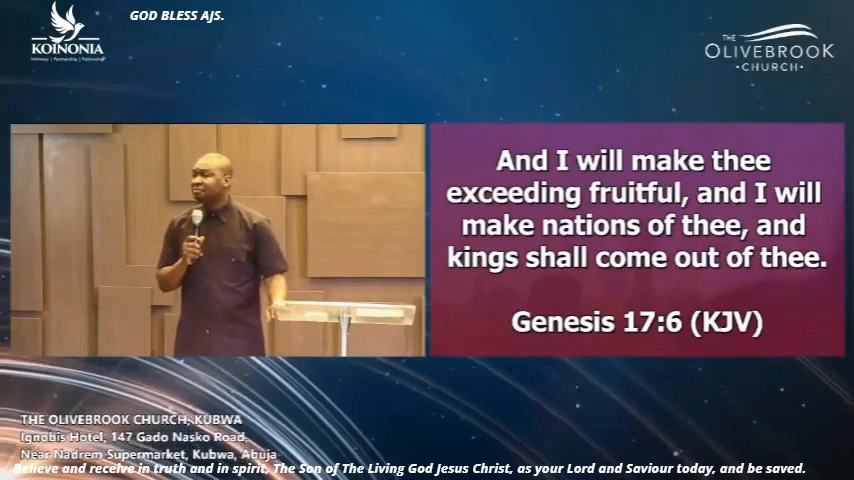 GOD BLESS AJS.
KOINONIA
Intimacy | Partnership | Fellowship
THE
OLIVEBROOK
•CHURCH•
And I will make thee
exceeding fruitful, and I will
make nations of thee, and
kings shall come out of thee.
Genesis 17:6 (KJV)
THE OLIVEBROOK CHURCH, KUBWA
Ignobis Hotel, 147 Gado Nasko Road,
Near Nadrem Supermarket, Kubwa, Abuja
Believe and receive in truth and in spirit, The Son of The Living God Jesus Christ, as your Lord and Saviour today, and be saved.